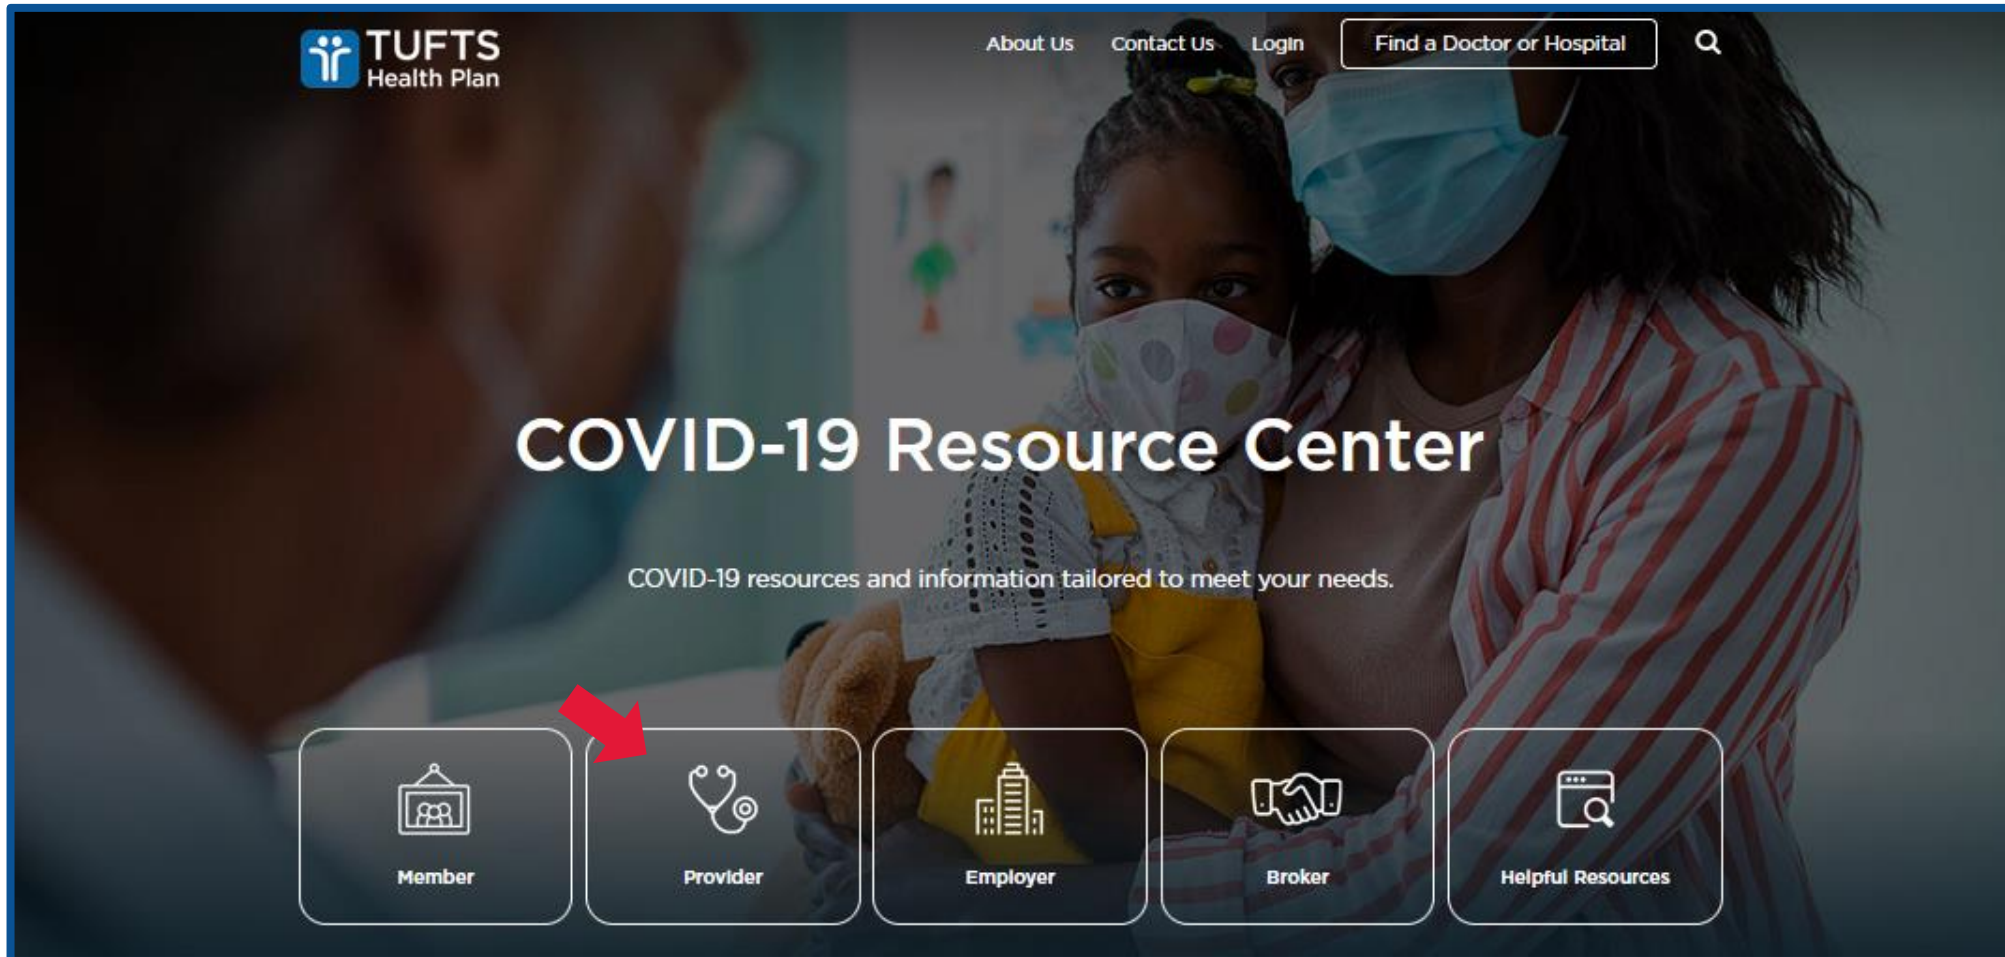 TUFTS
Health Plan
About Us
Contact Us
Login
Find a Doctor or Hospital
COVID-19 Resource Center
COVID-19 resources and information tailored to meet your needs.
Member
Provider
Employer
Broker
Helpful Resources